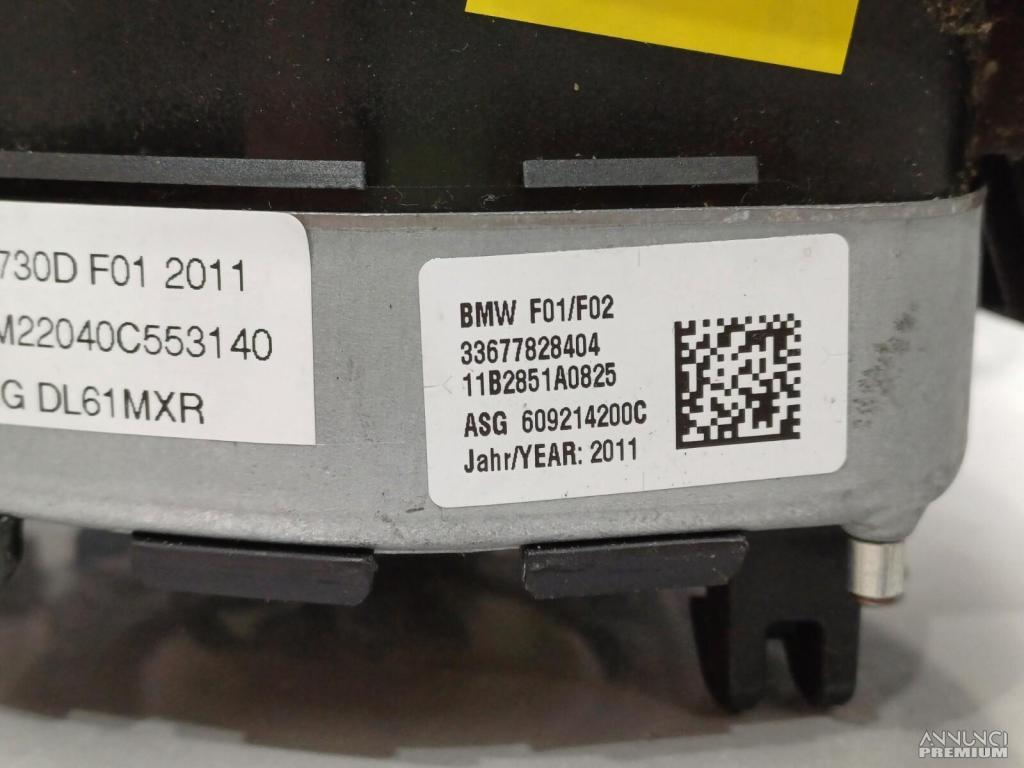 730D F01 2011
M22040C553140
G DL61MXR
BMW F01/F02
33677828404
11B2851A0825
ASG 609214200C
Jahr/YEAR: 2011
ANNUNCI
PREMIUM